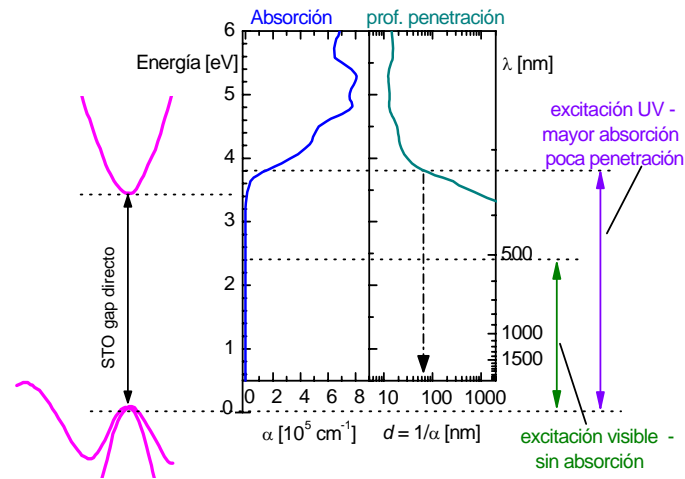 Absorción
prof. penetración
Energía [eV]
λ [nm]
6
5
4
3
2
1
0
500
1000
1500
0 2 4 6 8
10 100 1000
α [10⁵ cm⁻¹]
d = 1/α [nm]
STO gap directo
excitación UV -
mayor absorción
poca penetración
excitación visible -
sin absorción